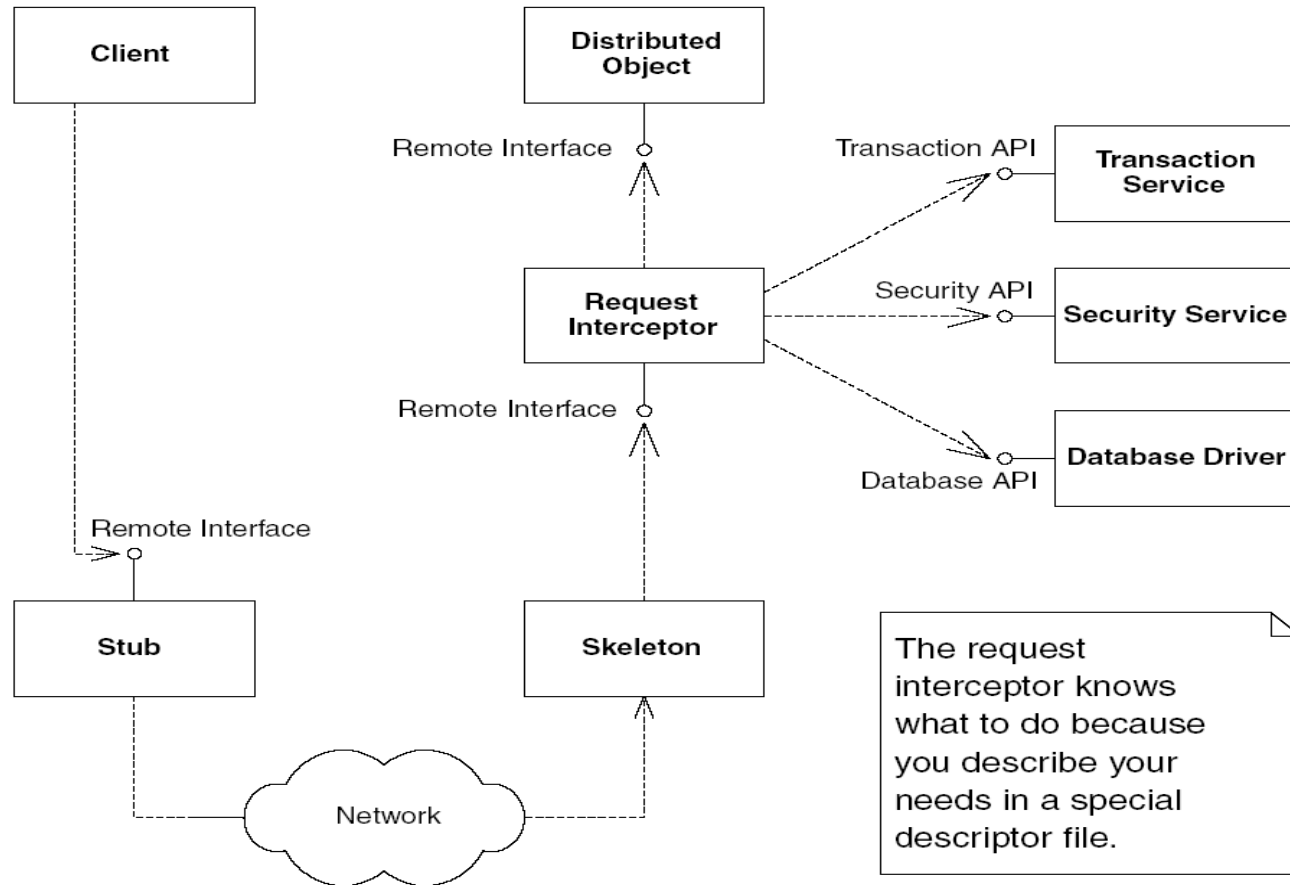 Client
Distributed
Object
Remote Interface
Transaction API
Transaction
Service
Request
Interceptor
Security API
Security Service
Remote Interface
Database API
Database Driver
Remote Interface
Stub
Skeleton
Network
The request
interceptor knows
what to do because
you describe your
needs in a special
descriptor file.